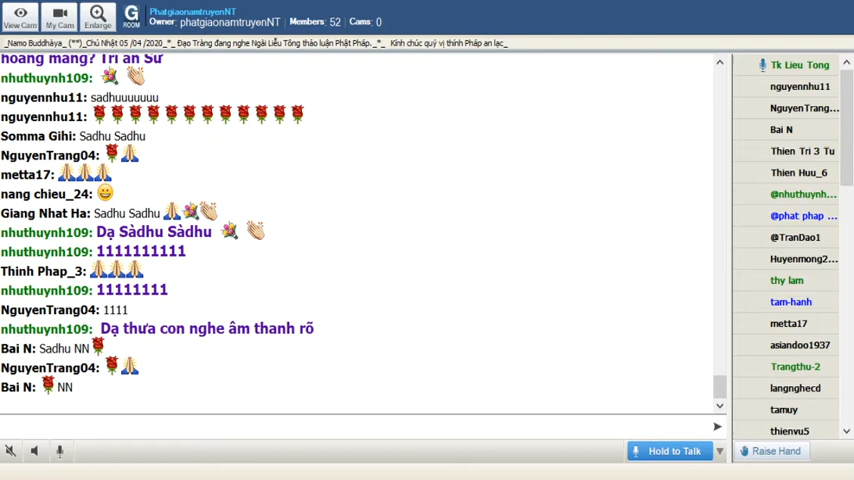 View Cam
My Cam
Enlarge
G ROOM
PhatgiaonamtruyenNT
Owner: phatgiaonamtruyenNT | Members: 52 | Cams: 0
_Namo Buddhàya_ (**)_Chủ Nhật 05 /04 /2020_*_ Đạo Tràng đang nghe Ngài Liễu Tông thảo luận Phật Pháp._*_ Kính chúc quý vị thính Pháp an lạc_
hoang mang? Tri ân Sư
nhuthuynh109:
nguyennhu11: sadhuuuuuuu
nguyennhu11:
Somma Gihi: Sadhu Sadhu
NguyenTrang04:
metta17:
nang chieu_24:
Giang Nhat Ha: Sadhu Sadhu
nhuthuynh109: Dạ Sàdhu Sàdhu
nhuthuynh109: 1111111111
Thinh Phap_3:
nhuthuynh109: 11111111
NguyenTrang04: 1111
nhuthuynh109: Dạ thưa con nghe âm thanh rõ
Bai N: Sadhu NN
NguyenTrang04:
Bai N: NN
Hold to Talk
Tk Lieu Tong
nguyennhu11
NguyenTrang...
Bai N
Thien Tri 3 Tu
Thien Huu_6
@nhuthuynh...
@phat phap ...
@TranDao1
Huyenmong2...
thy lam
tam-hanh
metta17
asiandoo1937
Trangthu-2
langnghecd
tamuy
thienvu5
Raise Hand